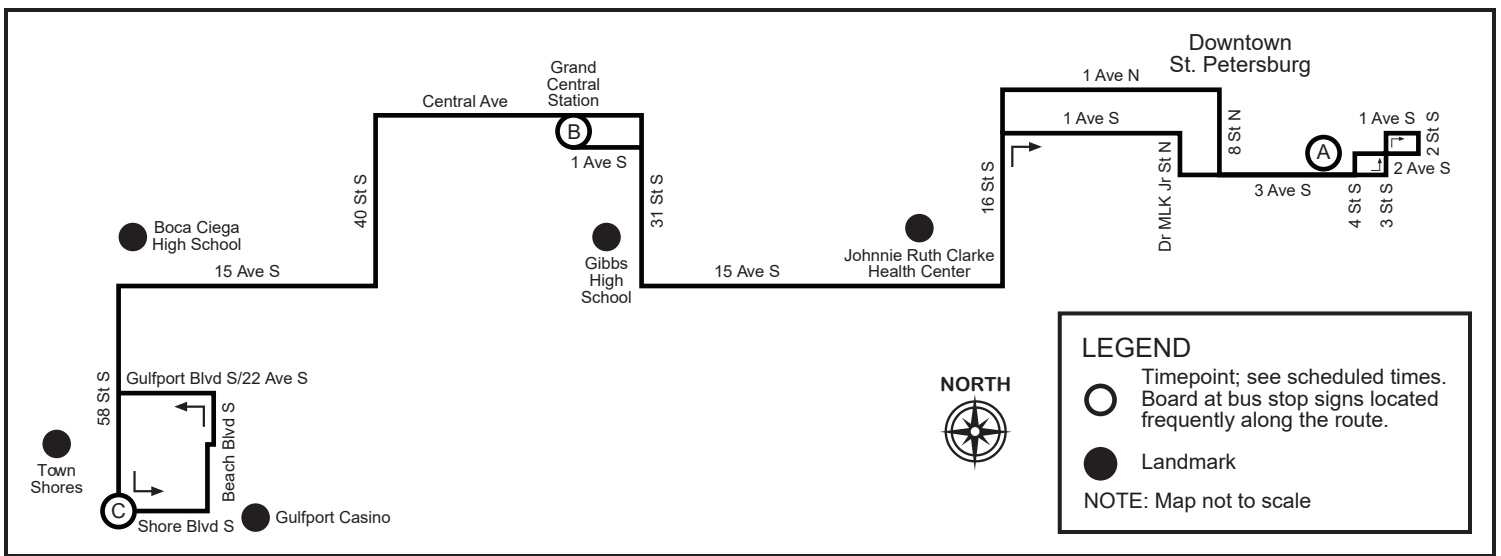 Downtown
St. Petersburg
Grand
Central
Station
1 Ave N
Central Ave
1 Ave S
1 Ave S
2 St S
8 St N
B
A
1 Ave S
2 Ave S
3 Ave S
40 St S
31 St S
16 St S
Dr MLK Jr St N
4 St S
3 St S
Boca Ciega
High School
Gibbs
High
School
Johnnie Ruth Clarke
Health Center
15 Ave S
15 Ave S
58 St S
Gulfport Blvd S/22 Ave S
Beach Blvd S
Town
Shores
C
Shore Blvd S
Gulfport Casino
NORTH
LEGEND
Timepoint; see scheduled times.
Board at bus stop signs located
frequently along the route.
Landmark
NOTE: Map not to scale